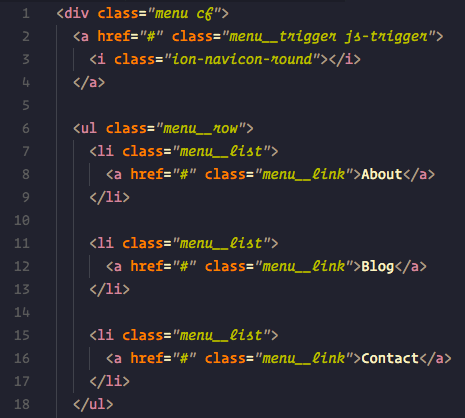 1 <div class="menu cf">
2 <a href="#" class="menu__trigger js-trigger">
3 <i class="ion-navicon-round"></i>
4 </a>
5
6 <ul class="menu__row">
7 <li class="menu__list">
8 <a href="#" class="menu__link">About</a>
9 </li>
10
11 <li class="menu__list">
12 <a href="#" class="menu__link">Blog</a>
13 </li>
14
15 <li class="menu__list">
16 <a href="#" class="menu__link">Contact</a>
17 </li>
18 </ul>